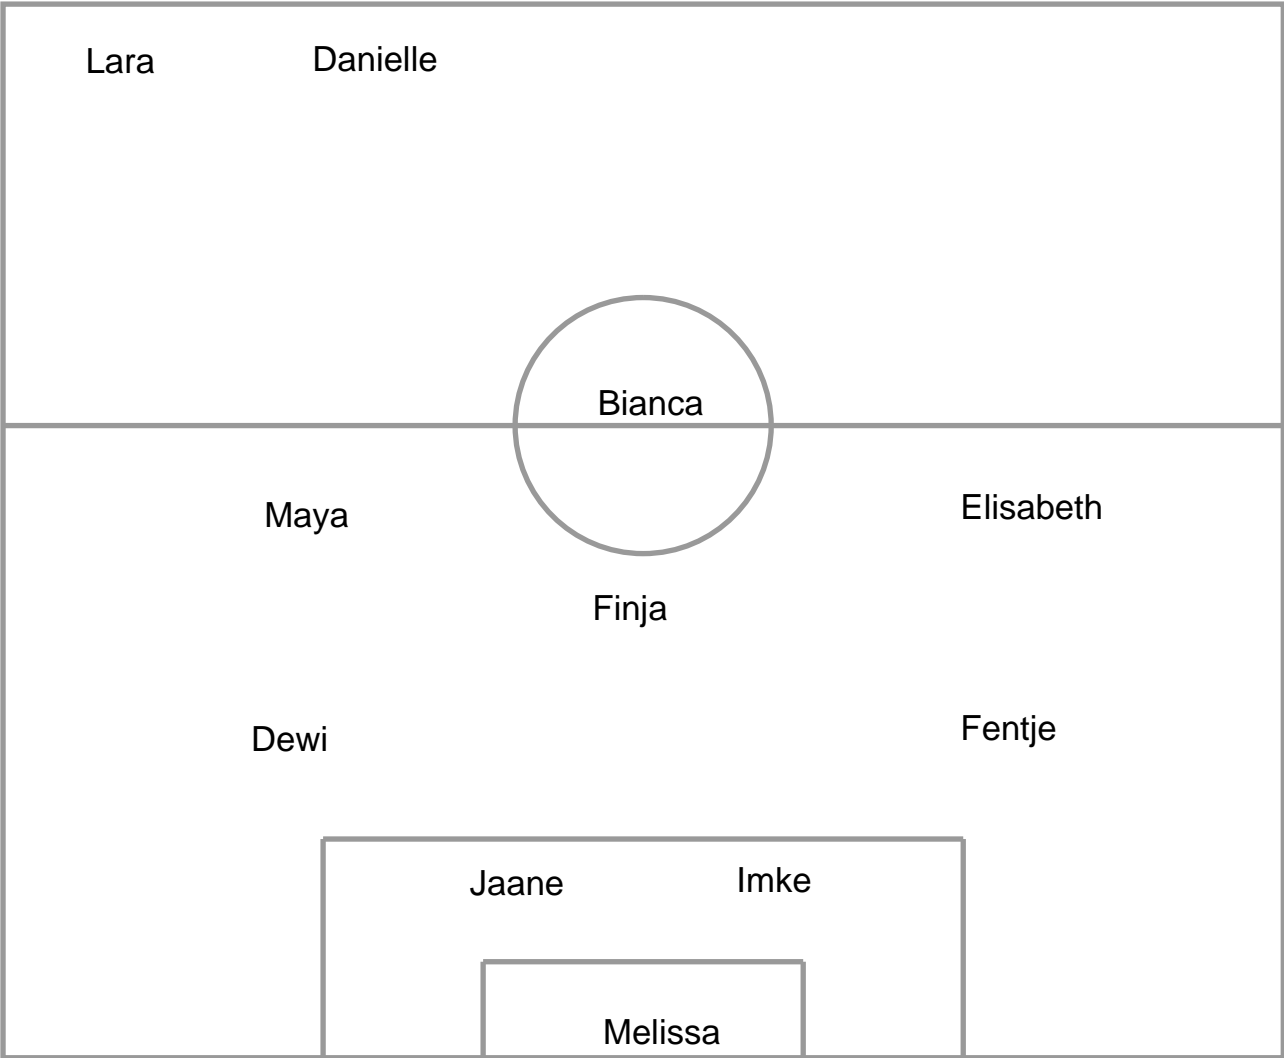 Lara
Danielle
Bianca
Maya
Elisabeth
Finja
Dewi
Fentje
Jaane
Imke
Melissa